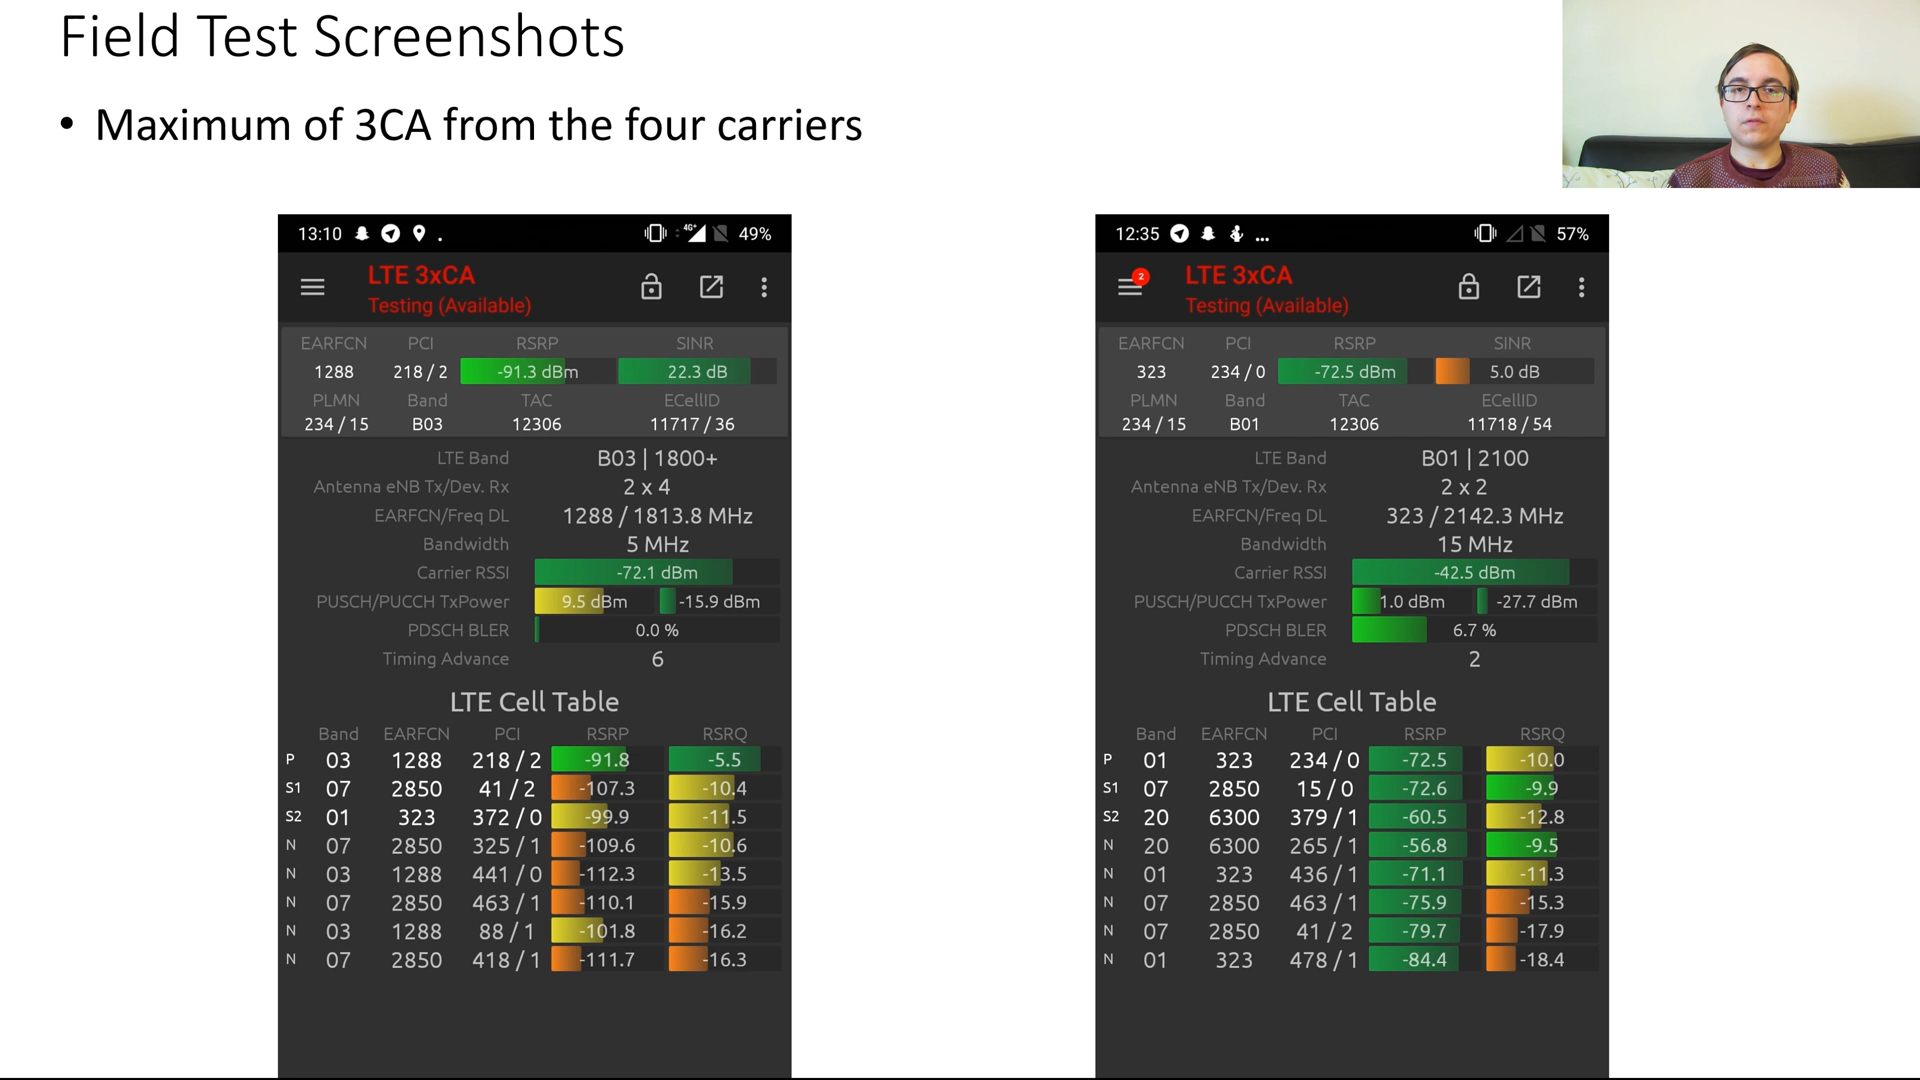 Field Test Screenshots
• Maximum of 3CA from the four carriers
13:10 4G+ 49%
LTE 3xCA
Testing (Available)
EARFCN PCI RSRP SINR
1288 218 / 2 -91.3 dBm 22.3 dB
PLMN Band TAC ECellID
234 / 15 B03 12306 11717 / 36
LTE Band B03 | 1800+
Antenna eNB Tx/Dev. Rx 2 x 4
EARFCN/Freq DL 1288 / 1813.8 MHz
Bandwidth 5 MHz
Carrier RSSI -72.1 dBm
PUSCH/PUCCH TxPower 9.5 dBm -15.9 dBm
PDSCH BLER 0.0 %
Timing Advance 6
LTE Cell Table
Band EARFCN PCI RSRP RSRQ
P 03 1288 218 / 2 -91.8 -5.5
S1 07 2850 41 / 2 -107.3 -10.4
S2 01 323 372 / 0 -99.9 -11.5
N 07 2850 325 / 1 -109.6 -10.6
N 03 1288 441 / 0 -112.3 -13.5
N 07 2850 463 / 1 -110.1 -15.9
N 03 1288 88 / 1 -101.8 -16.2
N 07 2850 418 / 1 -111.7 -16.3
12:35 ... 57%
2
LTE 3xCA
Testing (Available)
EARFCN PCI RSRP SINR
323 234 / 0 -72.5 dBm 5.0 dB
PLMN Band TAC ECellID
234 / 15 B01 12306 11718 / 54
LTE Band B01 | 2100
Antenna eNB Tx/Dev. Rx 2 x 2
EARFCN/Freq DL 323 / 2142.3 MHz
Bandwidth 15 MHz
Carrier RSSI -42.5 dBm
PUSCH/PUCCH TxPower 1.0 dBm -27.7 dBm
PDSCH BLER 6.7 %
Timing Advance 2
LTE Cell Table
Band EARFCN PCI RSRP RSRQ
P 01 323 234 / 0 -72.5 -10.0
S1 07 2850 15 / 0 -72.6 -9.9
S2 20 6300 379 / 1 -60.5 -12.8
N 20 6300 265 / 1 -56.8 -9.5
N 01 323 436 / 1 -71.1 -11.3
N 07 2850 463 / 1 -75.9 -15.3
N 07 2850 41 / 2 -79.7 -17.9
N 01 323 478 / 1 -84.4 -18.4